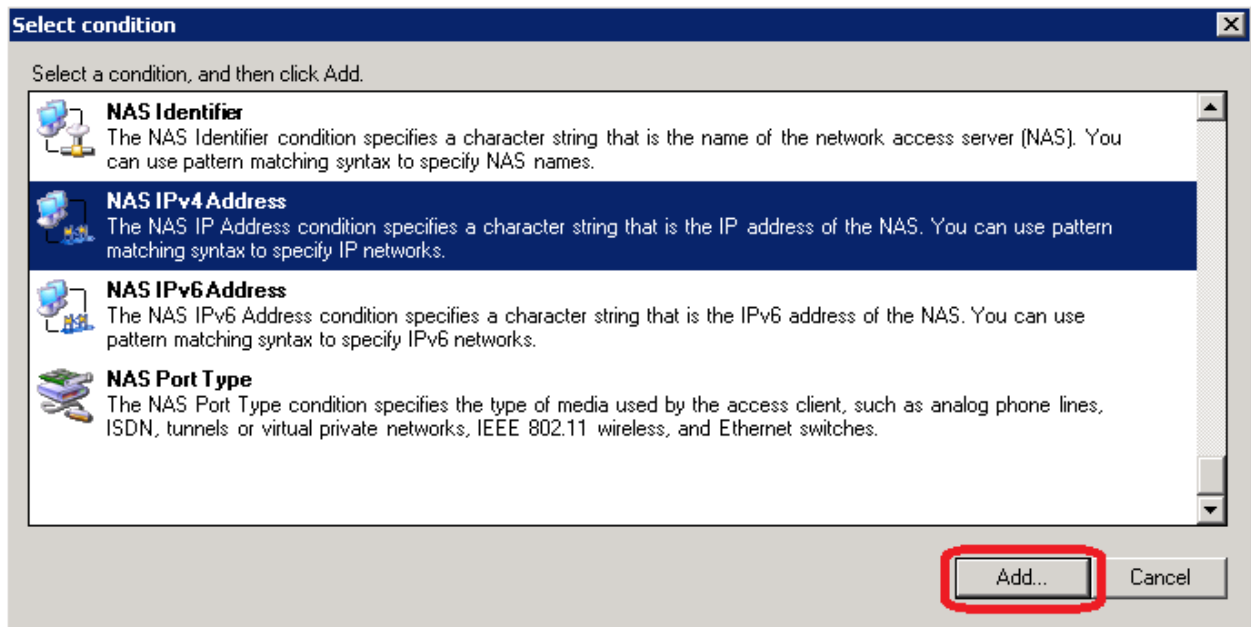 Select condition
Select a condition, and then click Add.
NAS Identifier
The NAS Identifier condition specifies a character string that is the name of the network access server (NAS). You
can use pattern matching syntax to specify NAS names.
NAS IPv4 Address
The NAS IP Address condition specifies a character string that is the IP address of the NAS. You can use pattern
matching syntax to specify IP networks.
NAS IPv6 Address
The NAS IPv6 Address condition specifies a character string that is the IPv6 address of the NAS. You can use
pattern matching syntax to specify IPv6 networks.
NAS Port Type
The NAS Port Type condition specifies the type of media used by the access client, such as analog phone lines,
ISDN, tunnels or virtual private networks, IEEE 802.11 wireless, and Ethernet switches.
Add... Cancel